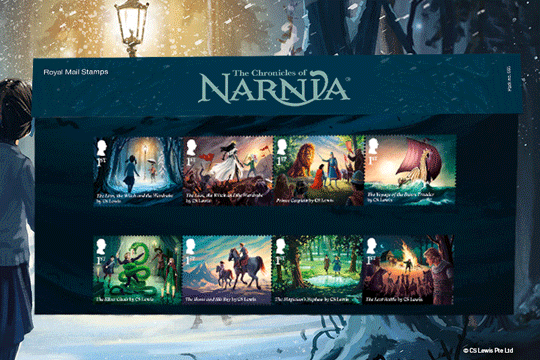 Royal Mail Stamps
The Chronicles of
NARNIA
1st
1st
1st
1st
The Lion, the Witch and the Wardrobe
by CS Lewis
The Lion, the Witch and the Wardrobe
by CS Lewis
Prince Caspian by CS Lewis
The Voyage of the Dawn Treader
by CS Lewis
1st
1st
1st
1st
The Silver Chair by CS Lewis
The Horse and His Boy by CS Lewis
The Magician's Nephew by CS Lewis
The Last Battle by CS Lewis
© CS Lewis Pte Ltd